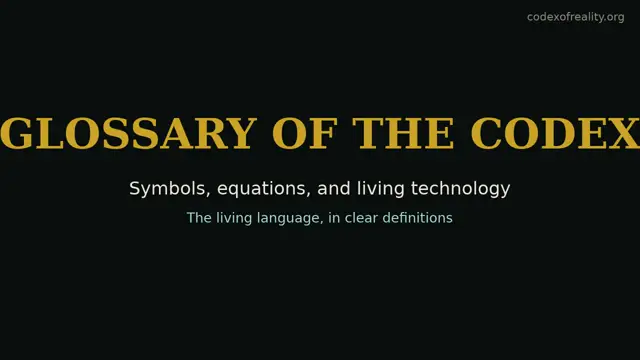 codexofreality.org
GLOSSARY OF THE CODEX
Symbols, equations, and living technology
The living language, in clear definitions